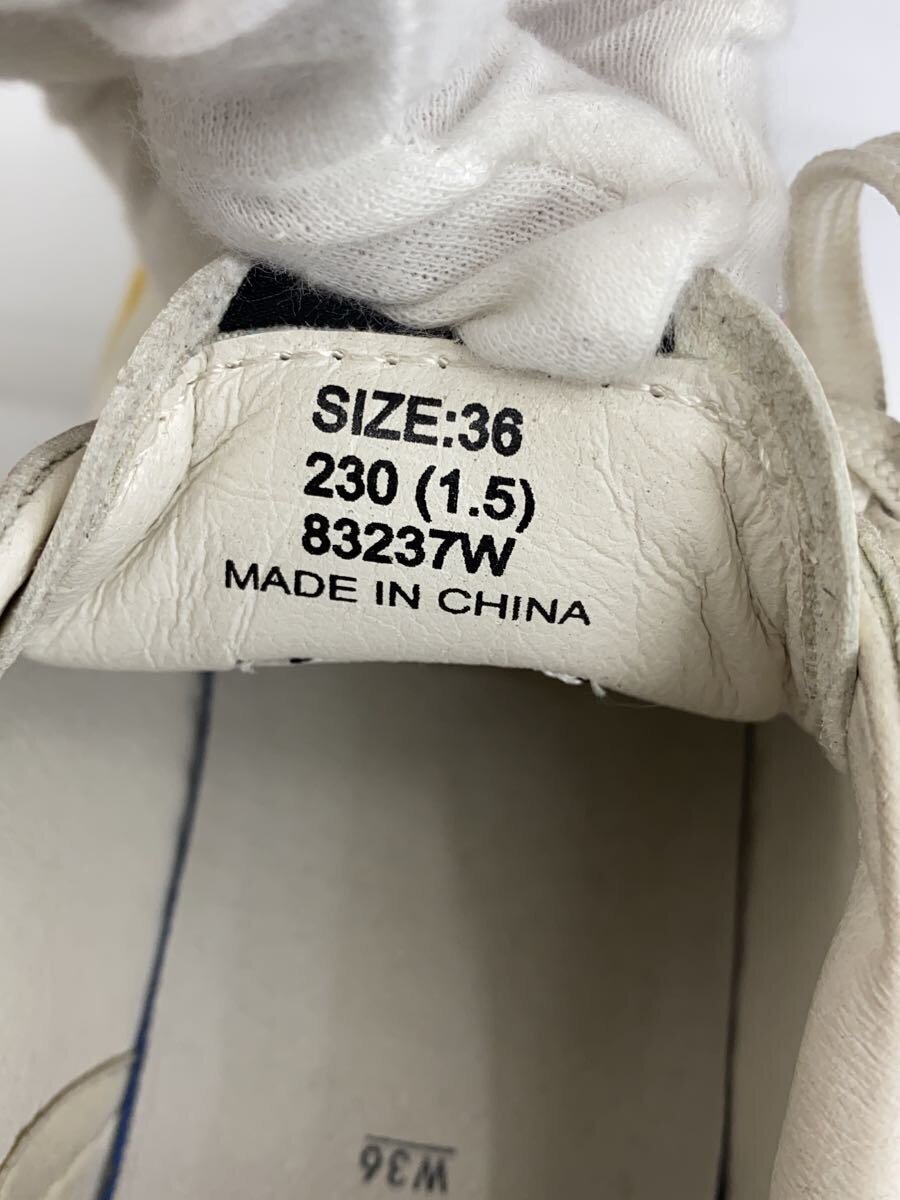 SIZE:36
230 (1.5)
83237W
MADE IN CHINA
W36